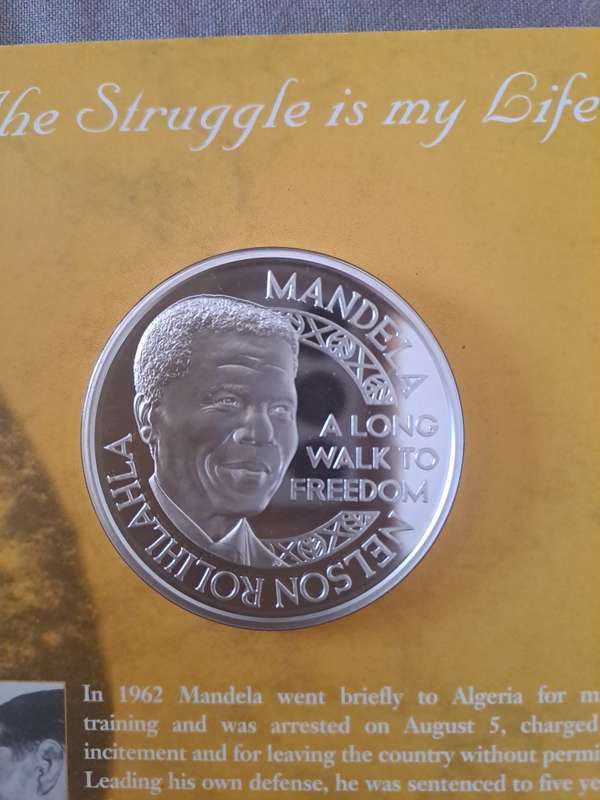 The Struggle is my Life
MANDELA
A LONG
WALK TO
FREEDOM
NELSON ROLIHLAHLA
In 1962 Mandela went briefly to Algeria for m
training and was arrested on August 5, charged
incitement and for leaving the country without permi
Leading his own defense, he was sentenced to five ye